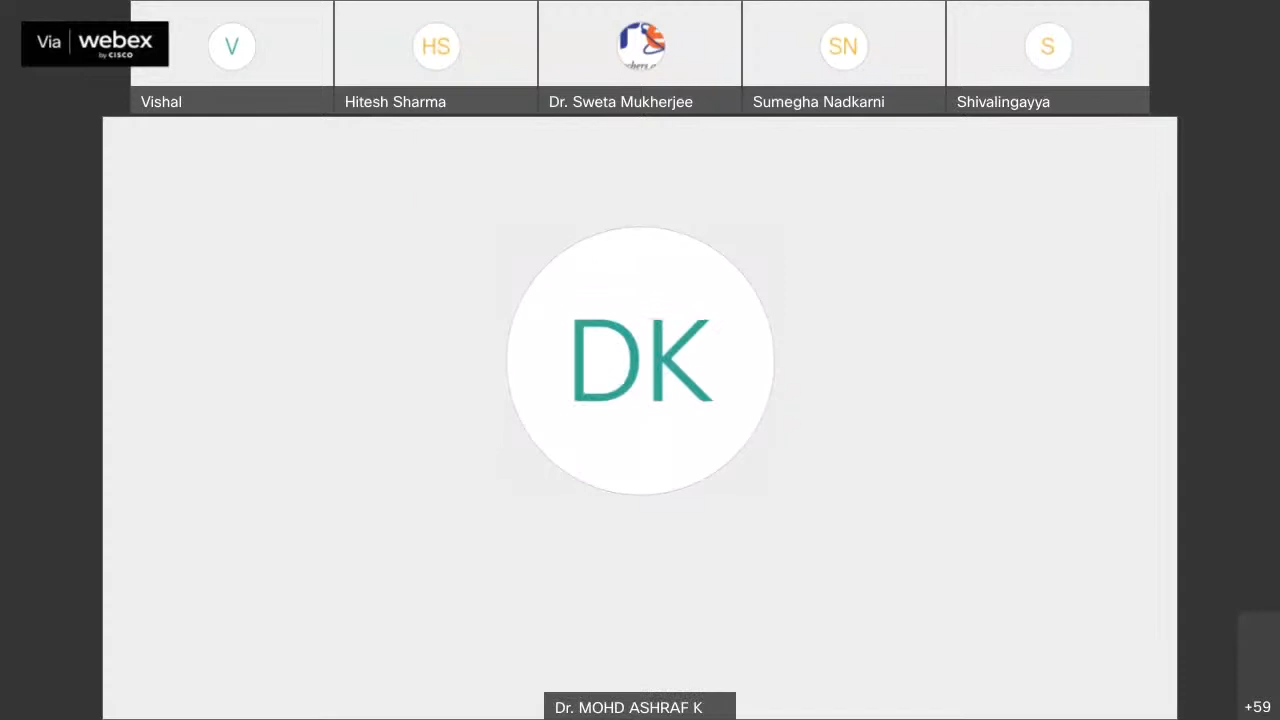 Via webex
by CISCO
V
HS
SN
S
Vishal
Hitesh Sharma
Dr. Sweta Mukherjee
Sumegha Nadkarni
Shivalingayya
DK
Dr. MOHD ASHRAF K
+59